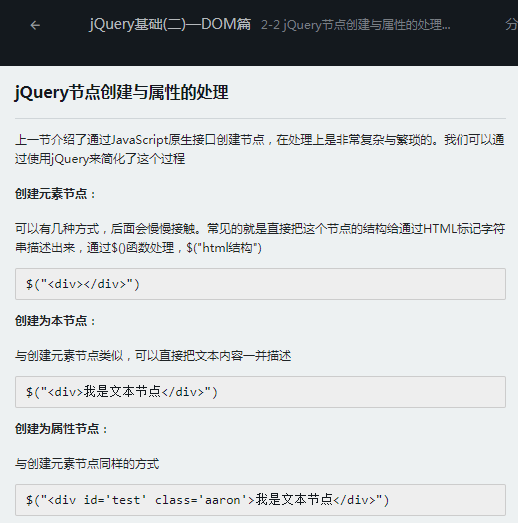 ← jQuery基础(二)—DOM篇 2-2 jQuery节点创建与属性的处理... 分
jQuery节点创建与属性的处理
上一节介绍了通过JavaScript原生接口创建节点，在处理上是非常复杂与繁琐的。我们可以通
过使用jQuery来简化了这个过程
创建元素节点：
可以有几种方式，后面会慢慢接触。常见的就是直接把这个节点的结构给通过HTML标记字符
串描述出来，通过$()函数处理，$("html结构")
$("<div></div>")
创建为本节点：
与创建元素节点类似，可以直接把文本内容一并描述
$("<div>我是文本节点</div>")
创建为属性节点：
与创建元素节点同样的方式
$("<div id='test' class='aaron'>我是文本节点</div>")